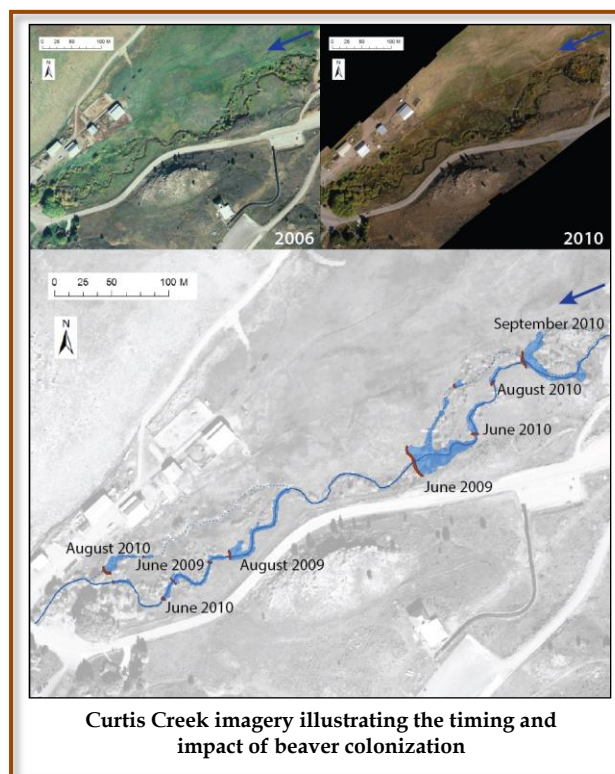 0 25 50 100 M
N
2006
0 25 50 100 M
N
2010
0 25 50 100 M
N
September 2010
August 2010
June 2010
June 2009
August 2010
June 2009
August 2009
June 2010
Curtis Creek imagery illustrating the timing and
impact of beaver colonization